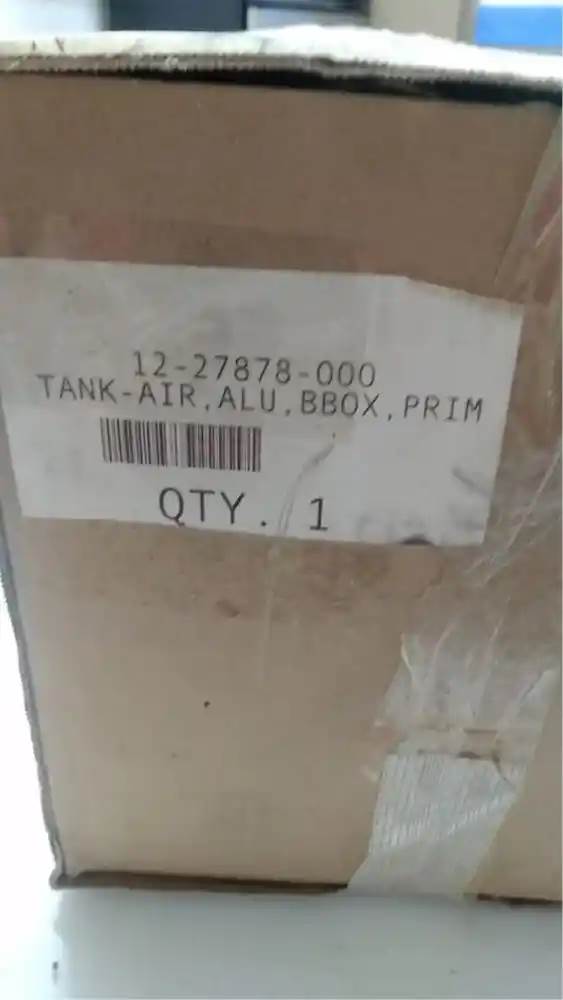 12-27878-000
TANK-AIR,ALU,BBOX,PRIM
QTY. 1